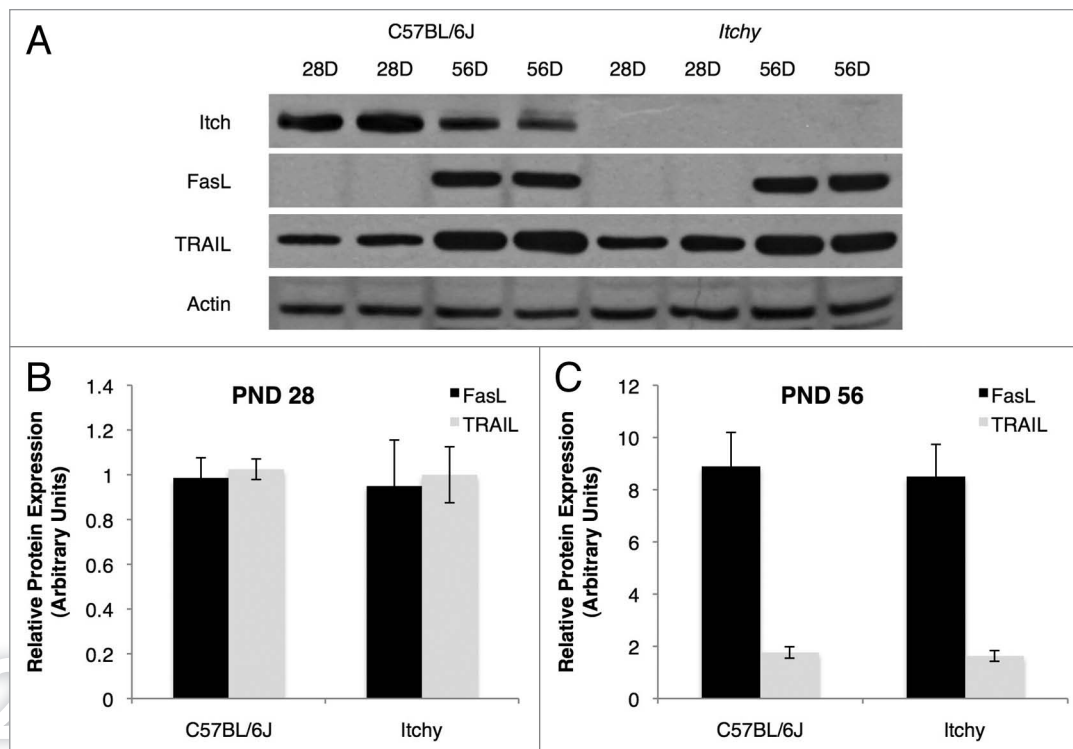 A
C57BL/6J Itchy
28D 28D 56D 56D 28D 28D 56D 56D
Itch
FasL
TRAIL
Actin
B
PND 28
FasL
TRAIL
Relative Protein Expression
(Arbitrary Units)
1.4
1.2
1
0.8
0.6
0.4
0.2
0
C57BL/6J Itchy
C
PND 56
FasL
TRAIL
Relative Protein Expression
(Arbitrary Units)
12
10
8
6
4
2
0
C57BL/6J Itchy